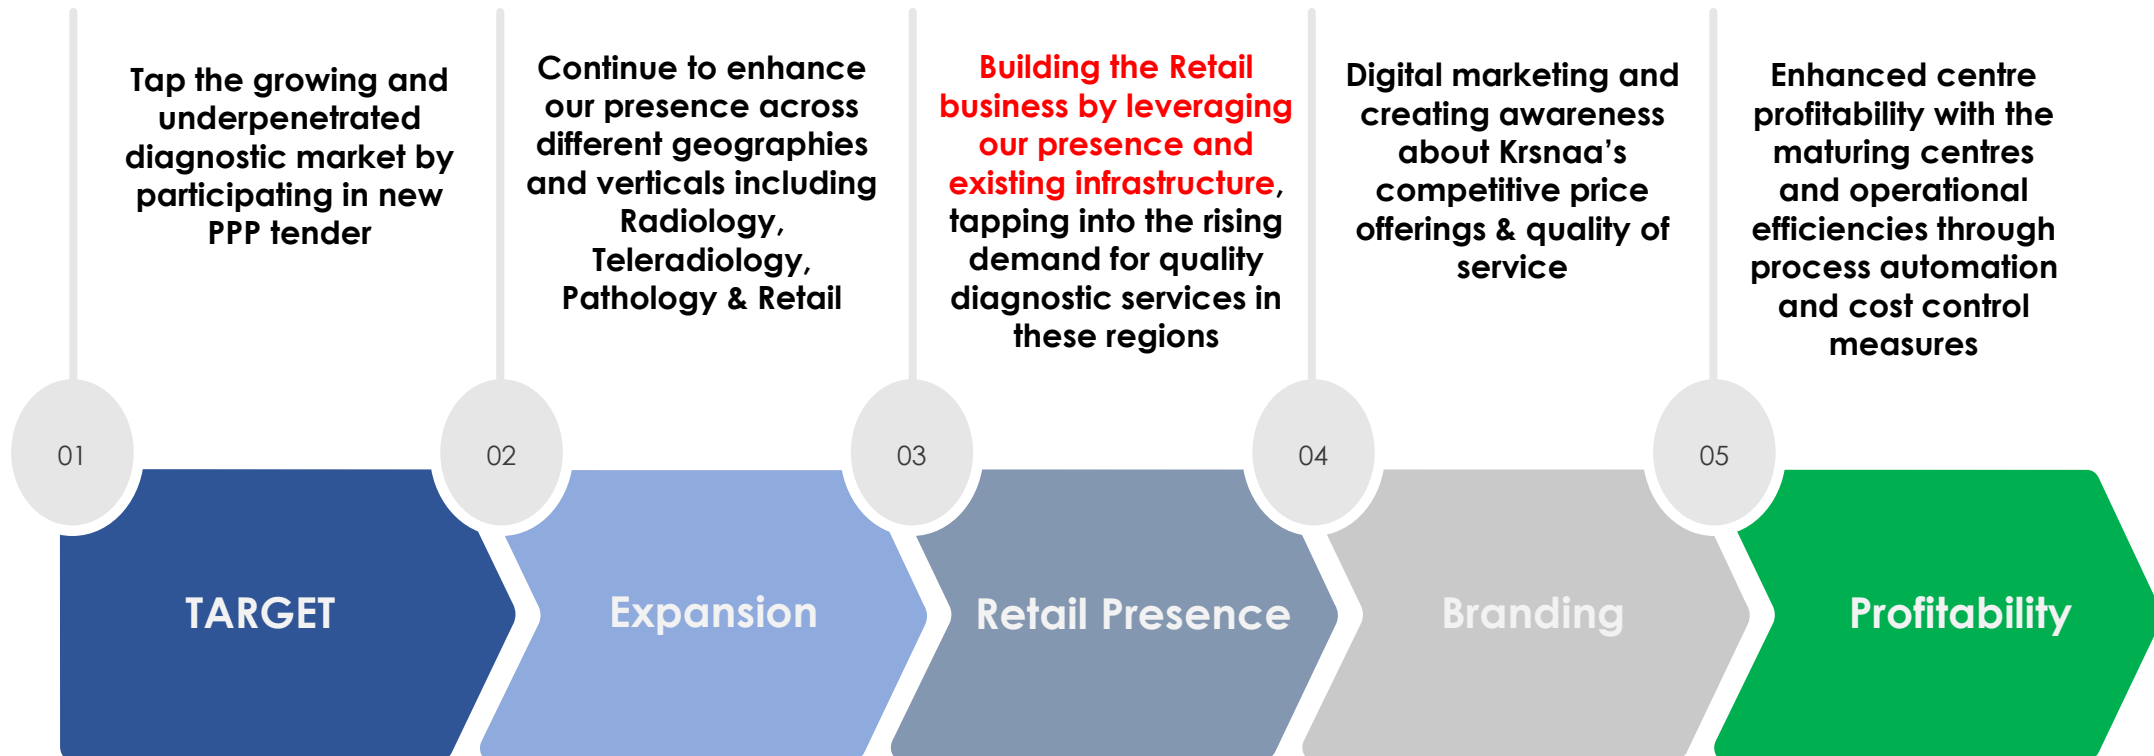 Tap the growing and
underpenetrated
diagnostic market by
participating in new
PPP tender
Continue to enhance
our presence across
different geographies
and verticals including
Radiology,
Teleradiology,
Pathology & Retail
Building the Retail
business by leveraging
our presence and
existing infrastructure,
tapping into the rising
demand for quality
diagnostic services in
these regions
Digital marketing and
creating awareness
about Krsnaa’s
competitive price
offerings & quality of
service
Enhanced centre
profitability with the
maturing centres
and operational
efficiencies through
process automation
and cost control
measures
01
02
03
04
05
TARGET
Expansion
Retail Presence
Branding
Profitability